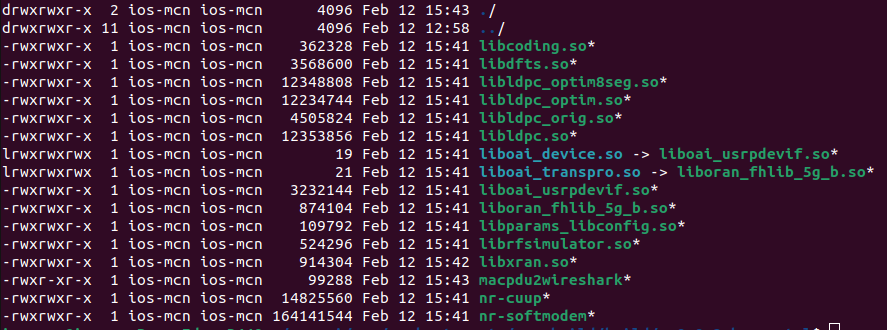 drwxrwxr-x  2 ios-mcn ios-mcn      4096 Feb 12 15:43 ./
drwxrwxr-x 11 ios-mcn ios-mcn      4096 Feb 12 12:58 ../
-rwxrwxr-x  1 ios-mcn ios-mcn    362328 Feb 12 15:41 libcoding.so*
-rwxrwxr-x  1 ios-mcn ios-mcn   3568600 Feb 12 15:41 libdfts.so*
-rwxrwxr-x  1 ios-mcn ios-mcn  12348808 Feb 12 15:41 libldpc_optim8seg.so*
-rwxrwxr-x  1 ios-mcn ios-mcn  12234744 Feb 12 15:41 libldpc_optim.so*
-rwxrwxr-x  1 ios-mcn ios-mcn   4505824 Feb 12 15:41 libldpc_orig.so*
-rwxrwxr-x  1 ios-mcn ios-mcn  12353856 Feb 12 15:41 libldpc.so*
lrwxrwxrwx  1 ios-mcn ios-mcn        19 Feb 12 15:41 liboai_device.so -> liboai_usrpdevif.so*
lrwxrwxrwx  1 ios-mcn ios-mcn        21 Feb 12 15:41 liboai_transpro.so -> liboran_fhlib_5g_b.so*
-rwxrwxr-x  1 ios-mcn ios-mcn   3232144 Feb 12 15:41 liboai_usrpdevif.so*
-rwxrwxr-x  1 ios-mcn ios-mcn    874104 Feb 12 15:41 liboran_fhlib_5g_b.so*
-rwxrwxr-x  1 ios-mcn ios-mcn    109792 Feb 12 15:41 libparams_libconfig.so*
-rwxrwxr-x  1 ios-mcn ios-mcn    524296 Feb 12 15:41 librfsimulator.so*
-rwxrwxr-x  1 ios-mcn ios-mcn    914304 Feb 12 15:42 libxran.so*
-rwxr-xr-x  1 ios-mcn ios-mcn     99288 Feb 12 15:43 macpdu2wireshark*
-rwxrwxr-x  1 ios-mcn ios-mcn  14825560 Feb 12 15:41 nr-cuup*
-rwxrwxr-x  1 ios-mcn ios-mcn 164141544 Feb 12 15:41 nr-softmodem*